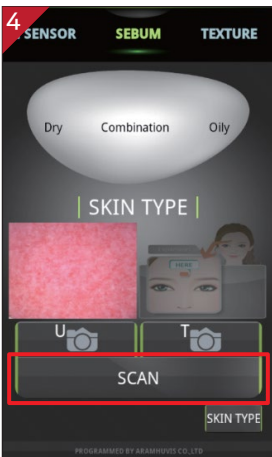 4
SENSOR SEBUM TEXTURE
Dry Combination Oily
SKIN TYPE
HERE
U T
SCAN
SKIN TYPE
PROGRAMMED BY ARAMHUVIS CO.,LTD